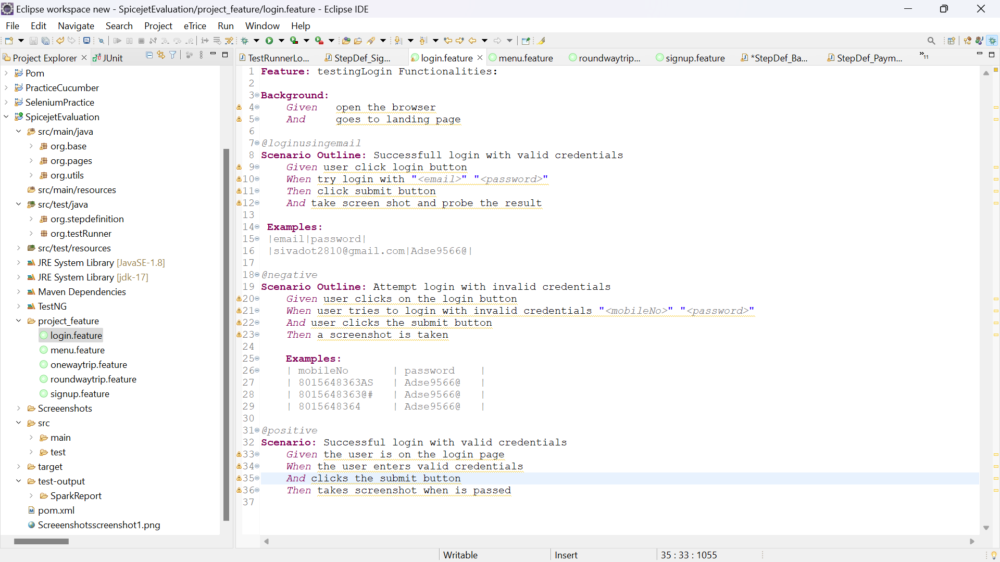 Eclipse workspace new - SpicejetEvaluation/project_feature/login.feature - Eclipse IDE
File Edit Navigate Search Project eTrice Run Window Help
Project Explorer
JUnit
TestRunnerLo...
StepDef_Sig...
login.feature
menu.feature
roundwaytrip...
signup.feature
*StepDef_Ba...
StepDef_Paym...
»11
Pom
PracticeCucumber
SeleniumPractice
SpicejetEvaluation
src/main/java
org.base
org.pages
org.utils
src/main/resources
src/test/java
org.stepdefinition
org.testRunner
src/test/resources
JRE System Library [JavaSE-1.8]
JRE System Library [jdk-17]
Maven Dependencies
TestNG
project_feature
login.feature
menu.feature
onewaytrip.feature
roundwaytrip.feature
signup.feature
Screeenshots
src
main
test
target
test-output
SparkReport
pom.xml
Screeenshotsscreenshot1.png
1 Feature: testingLogin Functionalities:
2
3 Background:
4 Given open the browser
5 And goes to landing page
6
7 @loginusingemail
8 Scenario Outline: Successfull login with valid credentials
9 Given user click login button
10 When try login with "<email>" "<password>"
11 Then click submit button
12 And take screen shot and probe the result
13
14 Examples:
15 |email|password|
16 |sivadot2810@gmail.com|Adse9566@|
17
18 @negative
19 Scenario Outline: Attempt login with invalid credentials
20 Given user clicks on the login button
21 When user tries to login with invalid credentials "<mobileNo>" "<password>"
22 And user clicks the submit button
23 Then a screenshot is taken
24
25 Examples:
26 | mobileNo | password |
27 | 8015648363AS | Adse9566@ |
28 | 8015648363@# | Adse9566@ |
29 | 8015648364 | Adse9566@ |
30
31 @positive
32 Scenario: Successful login with valid credentials
33 Given the user is on the login page
34 When the user enters valid credentials
35 And clicks the submit button
36 Then takes screenshot when is passed
37
Writable
Insert
35 : 33 : 1055